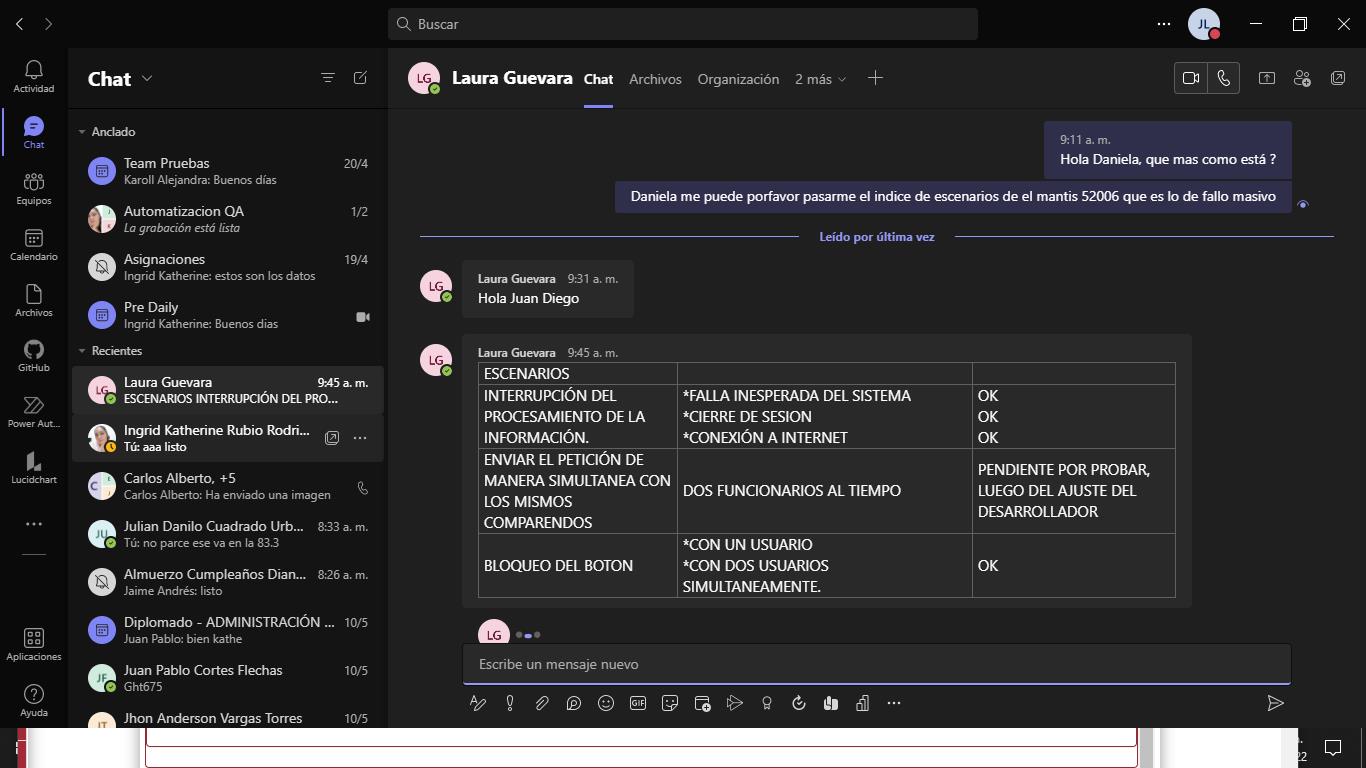 Buscar
JL
Actividad
Chat
Equipos
Calendario
Archivos
GitHub
Power Aut...
Lucidchart
Aplicaciones
Ayuda
Chat
Anclado
Team Pruebas 20/4
Karoll Alejandra: Buenos días
Automatizacion QA 1/2
La grabación está lista
Asignaciones 19/4
Ingrid Katherine: estos son los datos
Pre Daily
Ingrid Katherine: Buenos dias
Recientes
LG
Laura Guevara 9:45 a. m.
ESCENARIOS INTERRUPCIÓN DEL PRO...
Ingrid Katherine Rubio Rodri...
Tú: aaa listo
C
Carlos Alberto, +5
Carlos Alberto: Ha enviado una imagen
JU
Julian Danilo Cuadrado Urb... 8:33 a. m.
Tú: no parce ese va en la 83.3
Almuerzo Cumpleaños Dian... 8:26 a. m.
Jaime Andrés: listo
Diplomado - ADMINISTRACIÓN ... 10/5
Juan Pablo: bien kathe
JF
Juan Pablo Cortes Flechas 10/5
Ght675
JT
Jhon Anderson Vargas Torres 10/5
LG
Laura Guevara Chat Archivos Organización 2 más
9:11 a. m.
Hola Daniela, que mas como está ?
Daniela me puede porfavor pasarme el indice de escenarios de el mantis 52006 que es lo de fallo masivo
Leído por última vez
LG
Laura Guevara 9:31 a. m.
Hola Juan Diego
LG
Laura Guevara 9:45 a. m.
ESCENARIOS
INTERRUPCIÓN DEL
PROCESAMIENTO DE LA
INFORMACIÓN.
*FALLA INESPERADA DEL SISTEMA
*CIERRE DE SESION
*CONEXIÓN A INTERNET
OK
OK
OK
ENVIAR EL PETICIÓN DE
MANERA SIMULTANEA CON
LOS MISMOS
COMPARENDOS
DOS FUNCIONARIOS AL TIEMPO
PENDIENTE POR PROBAR,
LUEGO DEL AJUSTE DEL
DESARROLLADOR
BLOQUEO DEL BOTON
*CON UN USUARIO
*CON DOS USUARIOS
SIMULTANEAMENTE.
OK
LG
Escribe un mensaje nuevo
GIF